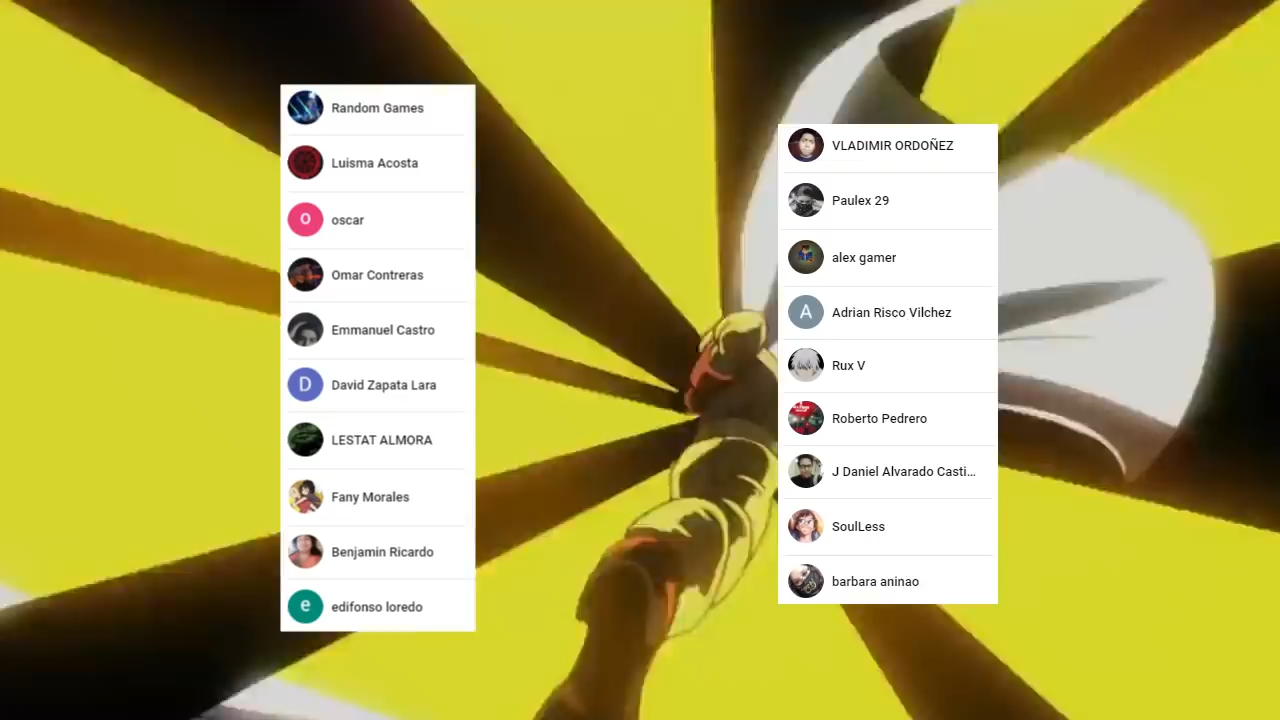 Random Games
Luisma Acosta
o
oscar
Omar Contreras
Emmanuel Castro
D
David Zapata Lara
LESTAT ALMORA
Fany Morales
Benjamin Ricardo
e
edifonso loredo
VLADIMIR ORDOÑEZ
Paulex 29
alex gamer
A
Adrian Risco Vilchez
Rux V
Roberto Pedrero
J Daniel Alvarado Casti...
SoulLess
barbara aninao